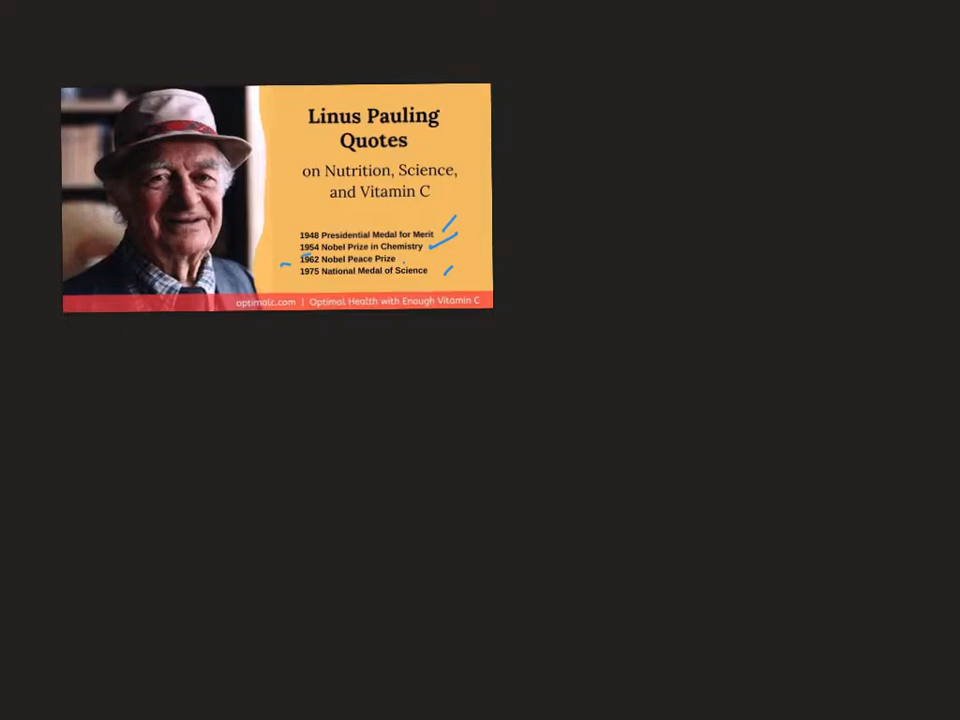 Linus Pauling
Quotes
on Nutrition, Science,
and Vitamin C
1948 Presidential Medal for Merit
1954 Nobel Prize in Chemistry
1962 Nobel Peace Prize
1975 National Medal of Science
optimalc.com | Optimal Health with Enough Vitamin C